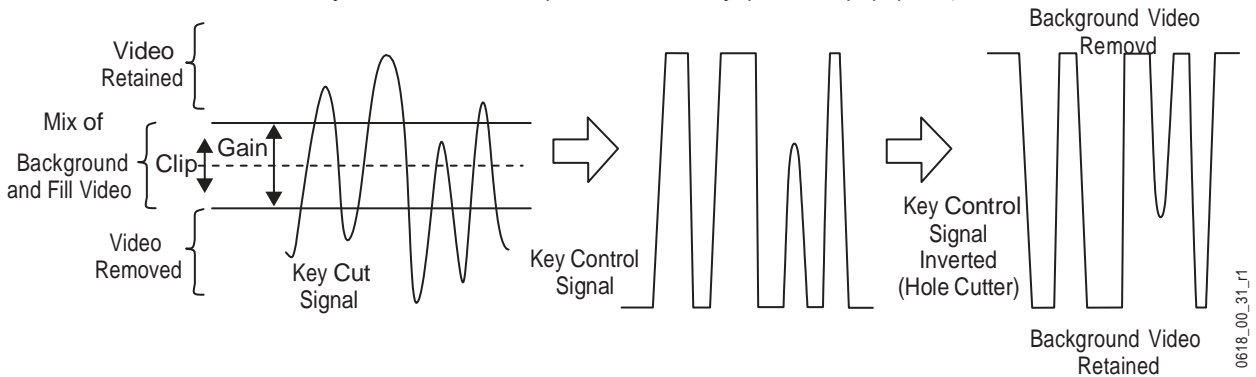 Video
Retained
Mix of
Background
and Fill Video
Clip
Gain
Video
Removed
Key Cut
Signal
Key Control
Signal
Key Control
Signal
Inverted
(Hole Cutter)
Background Video
Removd
Background Video
Retained
0618_00_31_r1